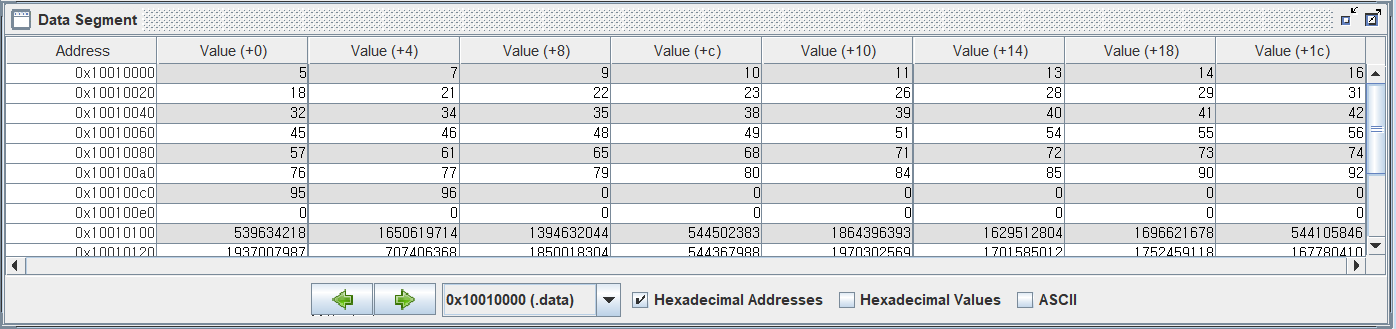 Data Segment
Address Value (+0) Value (+4) Value (+8) Value (+c) Value (+10) Value (+14) Value (+18) Value (+1c)
0x10010000 5 7 9 10 11 13 14 16
0x10010020 18 21 22 23 26 28 29 31
0x10010040 32 34 35 38 39 40 41 42
0x10010060 45 46 48 49 51 54 55 56
0x10010080 57 61 65 68 71 72 73 74
0x100100a0 76 77 79 80 84 85 90 92
0x100100c0 95 96 0 0 0 0 0 0
0x100100e0 0 0 0 0 0 0 0 0
0x10010100 539634218 1650619714 1394632044 544502383 1864396393 1629512804 1696621678 544105846
0x10010120 1937007987 707406368 1850018304 544367988 1970302569 1701585012 1752459118 167780410
0x10010000 (.data) Hexadecimal Addresses Hexadecimal Values ASCII